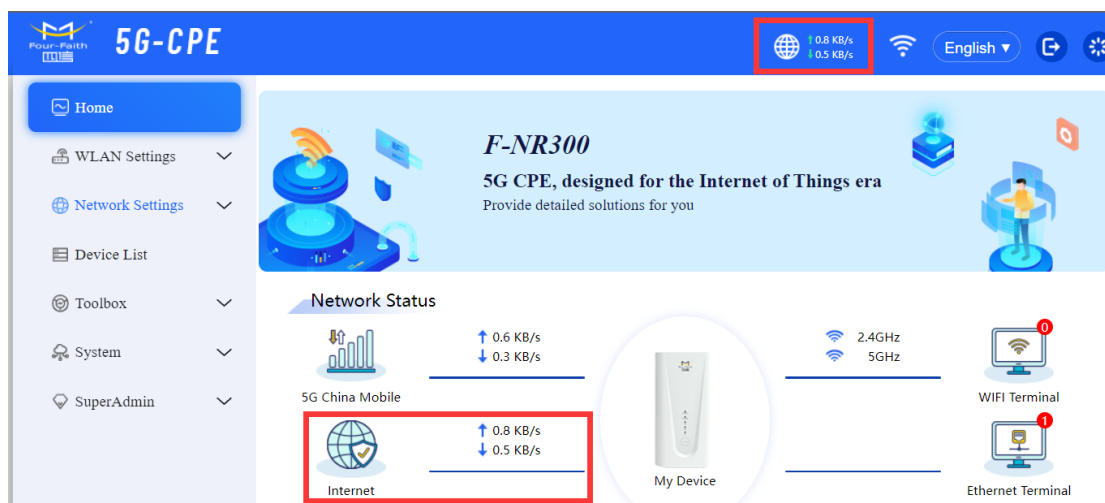 Four-Faith
四信
5G-CPE
↑ 0.8 KB/s
↓ 0.5 KB/s
English ▾
Home
WLAN Settings
Network Settings
Device List
Toolbox
System
SuperAdmin
F-NR300
5G CPE, designed for the Internet of Things era
Provide detailed solutions for you
Network Status
↑ 0.6 KB/s
↓ 0.3 KB/s
5G China Mobile
↑ 0.8 KB/s
↓ 0.5 KB/s
Internet
My Device
2.4GHz
5GHz
0
WIFI Terminal
1
Ethernet Terminal